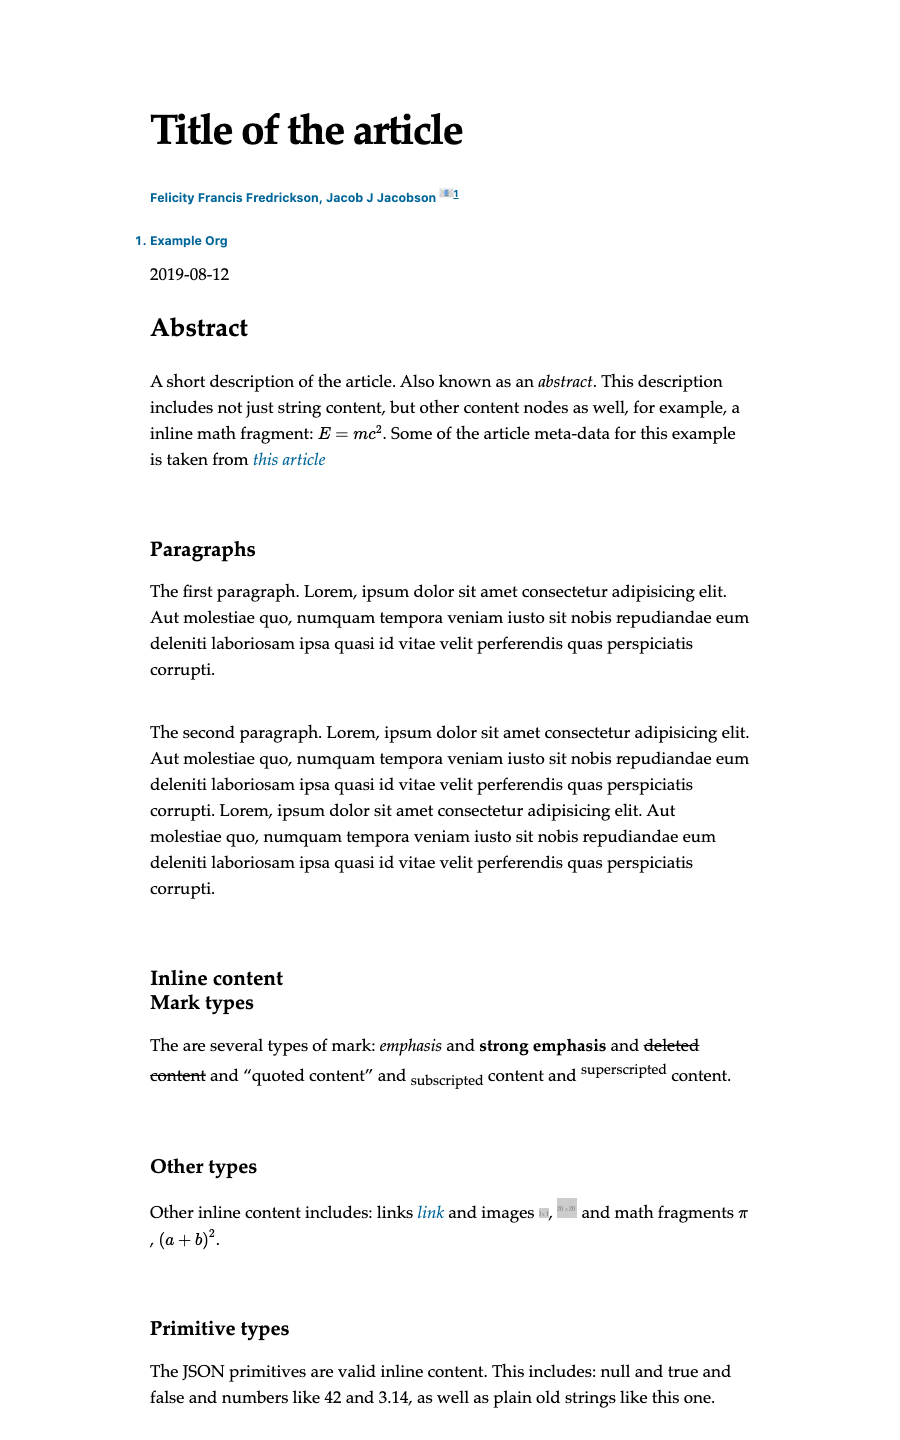 Title of the article
Felicity Francis Fredrickson, Jacob J Jacobson 1
1. Example Org
2019-08-12
Abstract
A short description of the article. Also known as an abstract. This description
includes not just string content, but other content nodes as well, for example, a
inline math fragment: E = mc². Some of the article meta-data for this example
is taken from this article
Paragraphs
The first paragraph. Lorem, ipsum dolor sit amet consectetur adipisicing elit.
Aut molestiae quo, numquam tempora veniam iusto sit nobis repudiandae eum
deleniti laboriosam ipsa quasi id vitae velit perferendis quas perspiciatis
corrupti.
The second paragraph. Lorem, ipsum dolor sit amet consectetur adipisicing elit.
Aut molestiae quo, numquam tempora veniam iusto sit nobis repudiandae eum
deleniti laboriosam ipsa quasi id vitae velit perferendis quas perspiciatis
corrupti. Lorem, ipsum dolor sit amet consectetur adipisicing elit. Aut
molestiae quo, numquam tempora veniam iusto sit nobis repudiandae eum
deleniti laboriosam ipsa quasi id vitae velit perferendis quas perspiciatis
corrupti.
Inline content
Mark types
The are several types of mark: emphasis and strong emphasis and deleted
content and “quoted content” and subscripted content and superscripted content.
Other types
Other inline content includes: links link and images , and math fragments π
, (a + b)².
Primitive types
The JSON primitives are valid inline content. This includes: null and true and
false and numbers like 42 and 3.14, as well as plain old strings like this one.